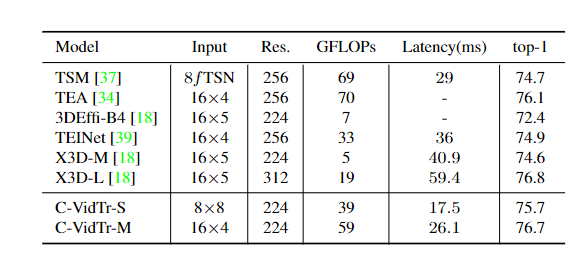 Model Input Res. GFLOPs Latency(ms) top-1
TSM [37] 8fTSN 256 69 29 74.7
TEA [34] 16×4 256 70 - 76.1
3DEffi-B4 [18] 16×5 224 7 - 72.4
TEINet [39] 16×4 256 33 36 74.9
X3D-M [18] 16×5 224 5 40.9 74.6
X3D-L [18] 16×5 312 19 59.4 76.8
C-VidTr-S 8×8 224 39 17.5 75.7
C-VidTr-M 16×4 224 59 26.1 76.7